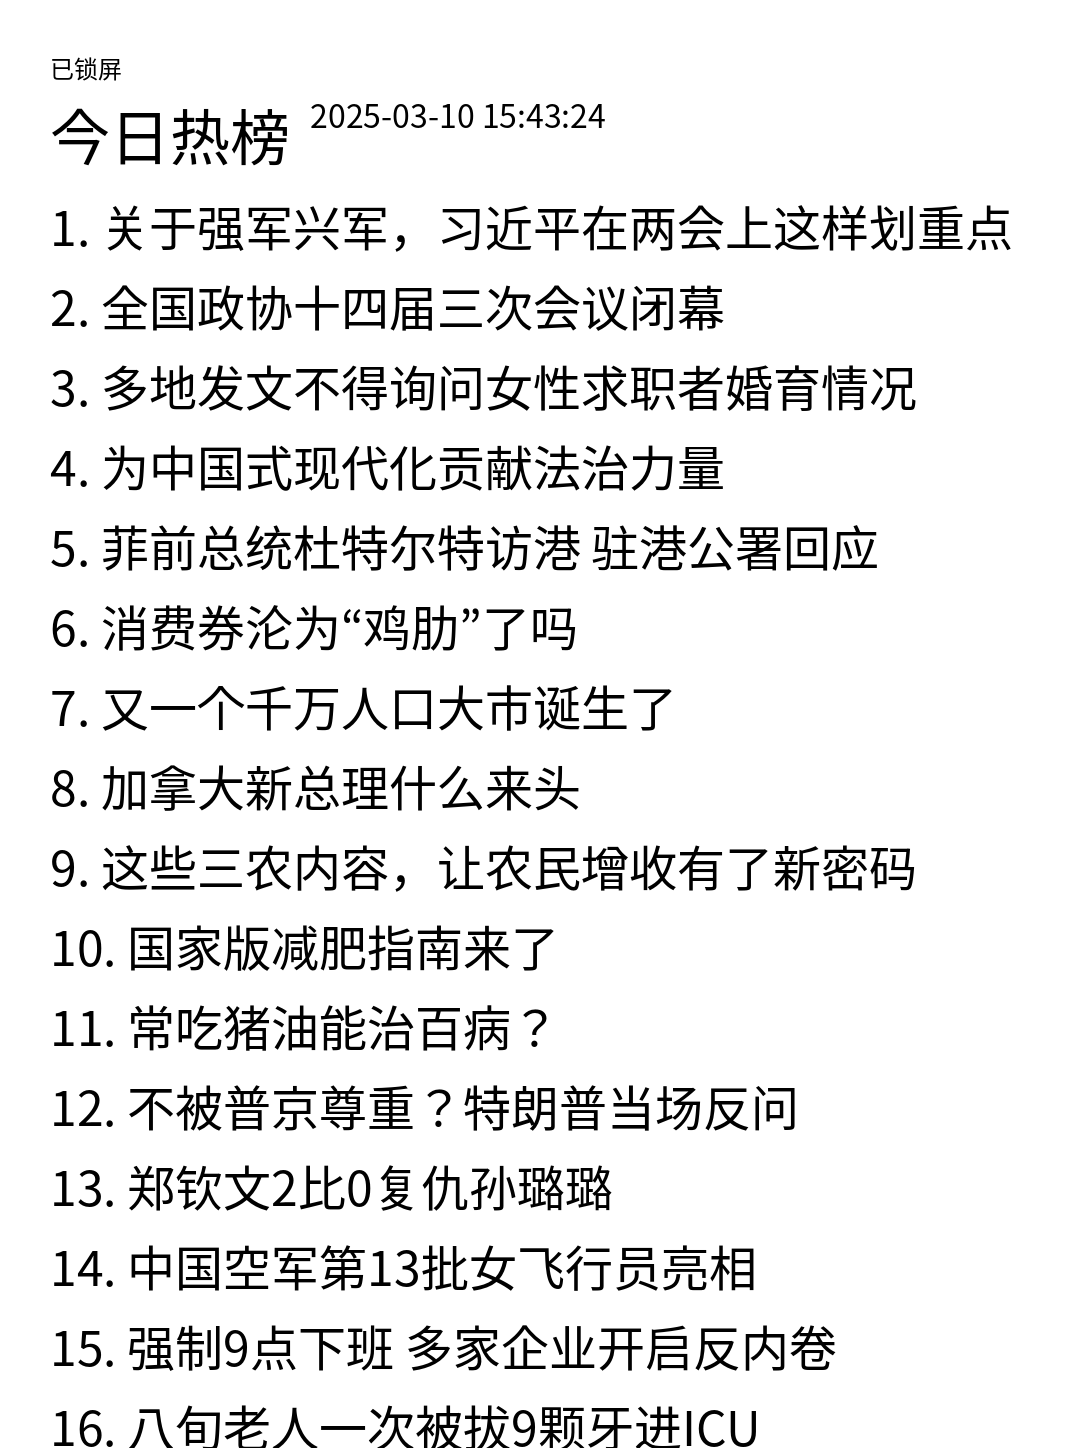 已锁屏
今日热榜 2025-03-10 15:43:24
1. 关于强军兴军，习近平在两会上这样划重点
2. 全国政协十四届三次会议闭幕
3. 多地发文不得询问女性求职者婚育情况
4. 为中国式现代化贡献法治力量
5. 菲前总统杜特尔特访港 驻港公署回应
6. 消费券沦为“鸡肋”了吗
7. 又一个千万人口大市诞生了
8. 加拿大新总理什么来头
9. 这些三农内容，让农民增收有了新密码
10. 国家版减肥指南来了
11. 常吃猪油能治百病？
12. 不被普京尊重？特朗普当场反问
13. 郑钦文2比0复仇孙璐璐
14. 中国空军第13批女飞行员亮相
15. 强制9点下班 多家企业开启反内卷
16. 八旬老人一次被拔9颗牙进ICU